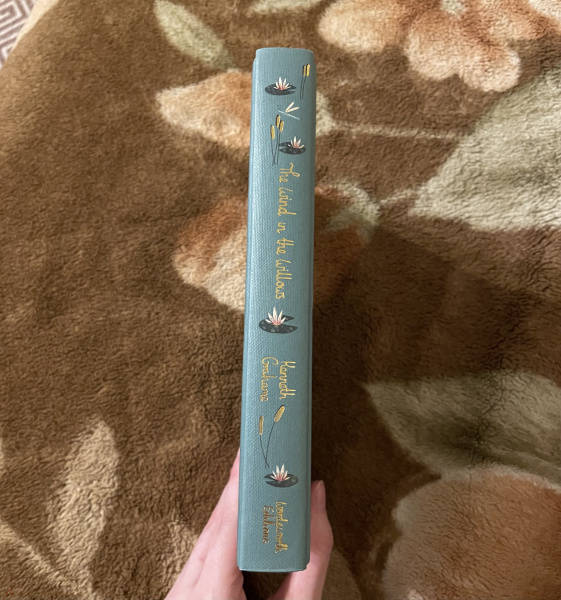 The Wind in the Willows
Kenneth
Grahame
Wordsworth
Editions